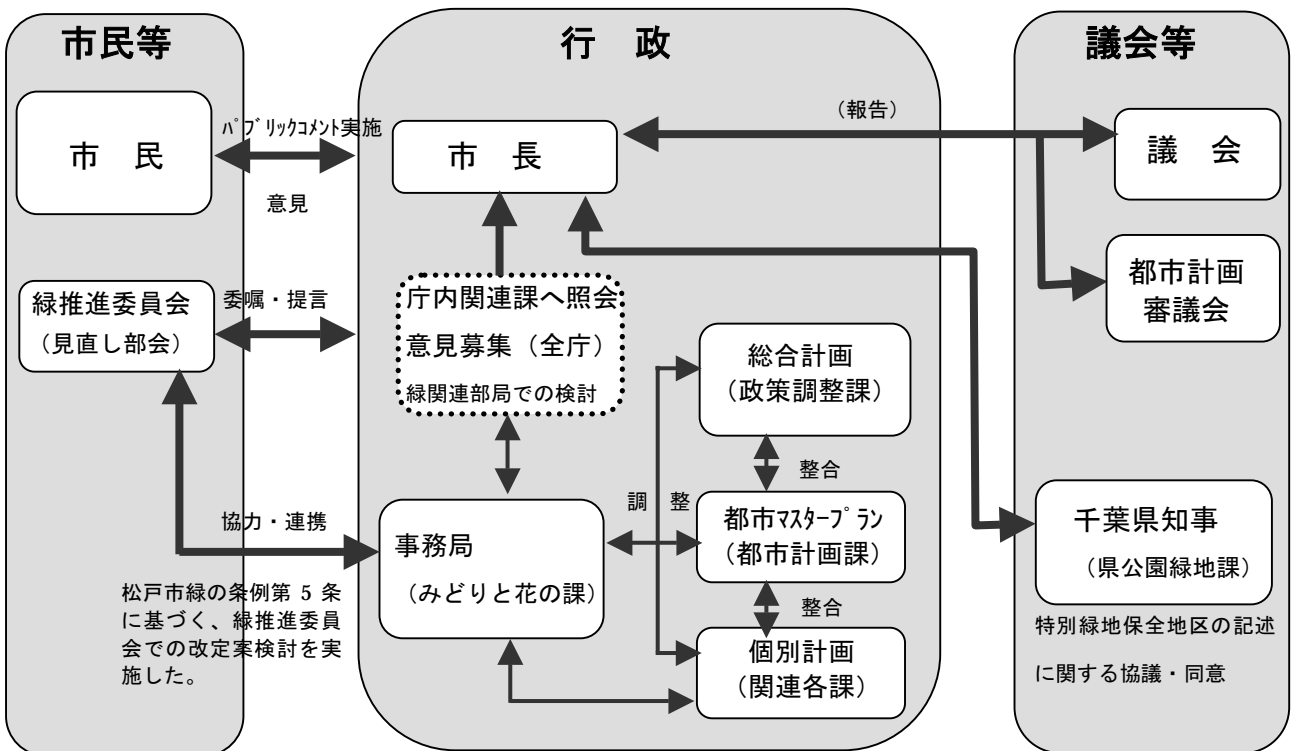 市民等
市　民
パブリックコメント実施
意見
緑推進委員会
（見直し部会）
委嘱・提言
協力・連携
松戸市緑の条例第 5 条
に基づく、緑推進委員
会での改定案検討を実
施した。
行　政
市　長
庁内関連課へ照会
意見募集（全庁）
緑関連部局での検討
事務局
（みどりと花の課）
調　整
総合計画
（政策調整課）
整合
都市マスタープラン
（都市計画課）
整合
個別計画
（関連各課）
議会等
（報告）
議　会
都市計画
審議会
千葉県知事
（県公園緑地課）
特別緑地保全地区の記述
に関する協議・同意